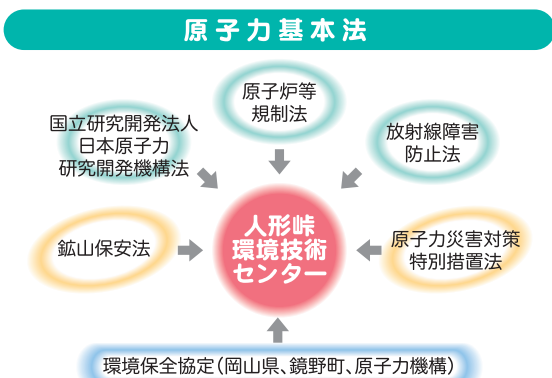 原子力基本法
原子炉等
規制法
国立研究開発法人
日本原子力
研究開発機構法
放射線障害
防止法
鉱山保安法
人形峠
環境技術
センター
原子力災害対策
特別措置法
環境保全協定(岡山県、鏡野町、原子力機構)